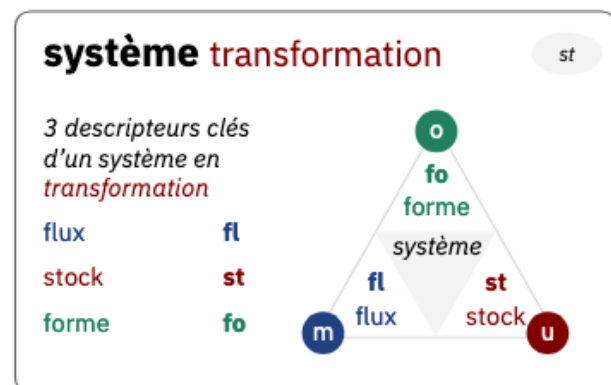 système transformation
st
3 descripteurs clés
d'un système en
transformation
flux fl
stock st
forme fo
o
fo
forme
système
fl st
flux stock
m u